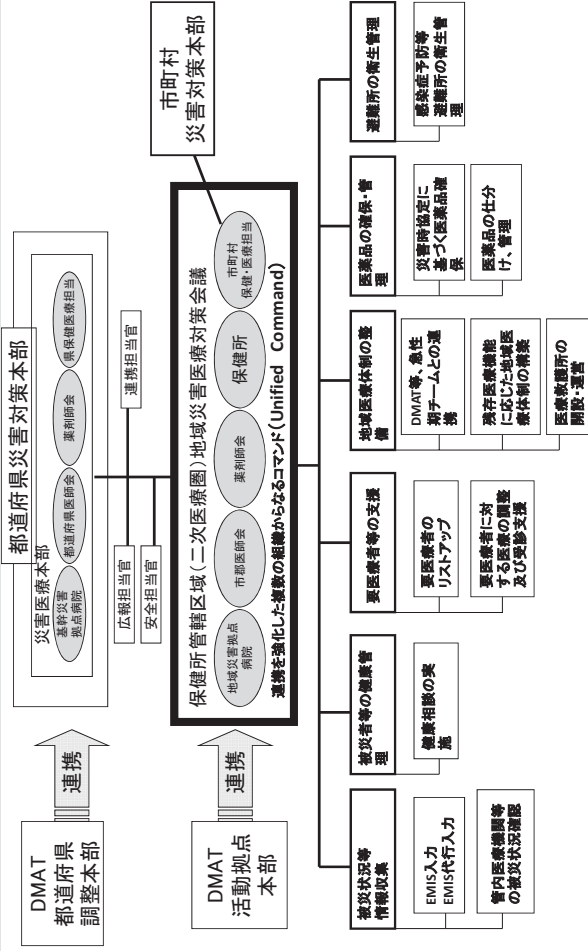 都道府県災害対策本部
災害医療本部
基幹災害
拠点病院
都道府県医師会
薬剤師会
県保健医療担当
DMAT
都道府県
調整本部
連携
広報担当官
安全担当官
連携担当官
市町村
災害対策本部
DMAT
活動拠点
本部
連携
保健所管轄区域(二次医療圏)地域災害医療対策会議
地域災害拠点
病院
市郡医師会
薬剤師会
保健所
市町村
保健・医療担当
連携を強化した複数の組織からなるコマンド(Unified Command)
被災状況等
情報収集
EMIS入力
EMIS代行入力
管内医療機関等
の被災状況確認
被災者等の健康管
理
健康相談の実
施
要医療者等の支援
要医療者の
リストアップ
要医療者に対
する医療の調整
及び受診支援
地域医療体制の整
備
DMAT等、急性
期チームとの連
携
残存医療機能
に応じた地域医
療体制の構築
医療救護所の
開設・運営
医薬品の確保・管
理
災害時協定に
基づく医薬品確
保
医薬品の仕分
け、管理
避難所の衛生管理
感染症予防等
避難所の衛生管
理